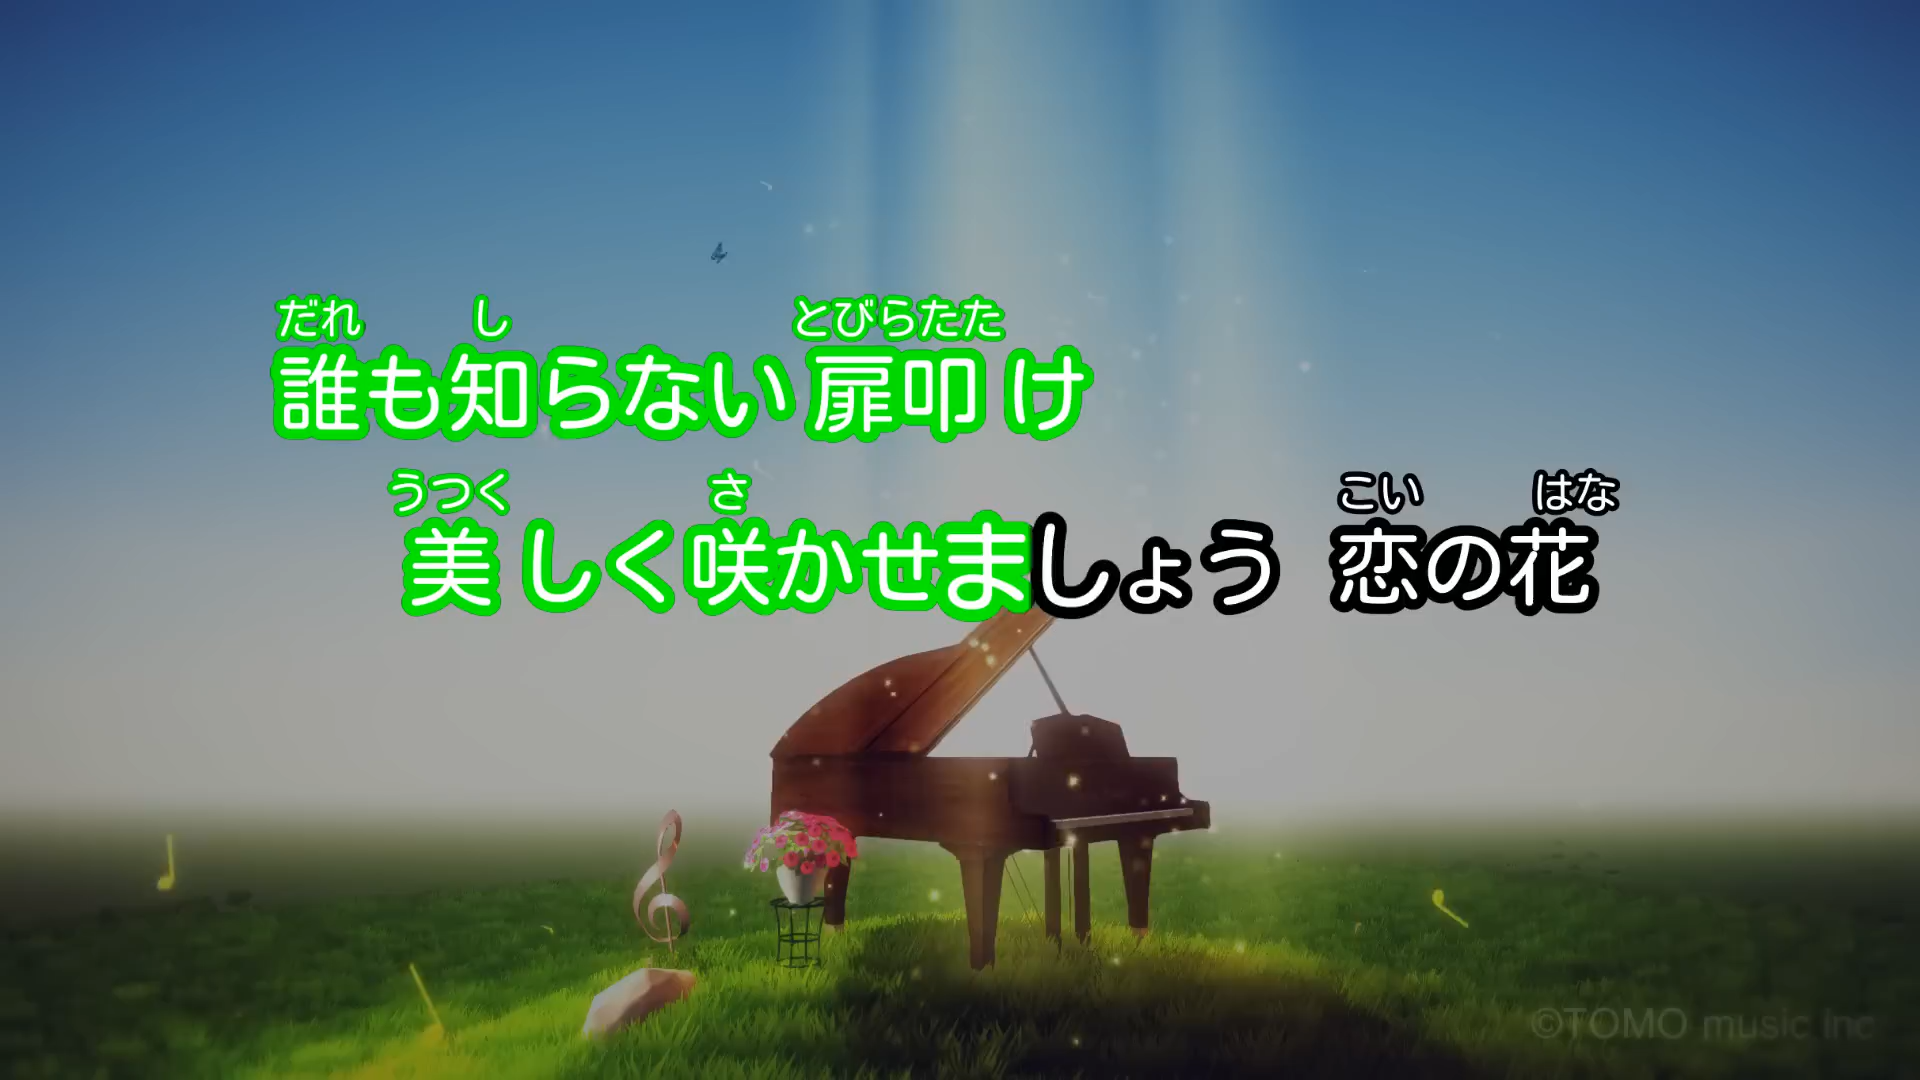 だれ し とびらたた
誰も知らない 扉叩け
うつく さ こい はな
美しく咲かせましょう 恋の花
©TOMO music Inc